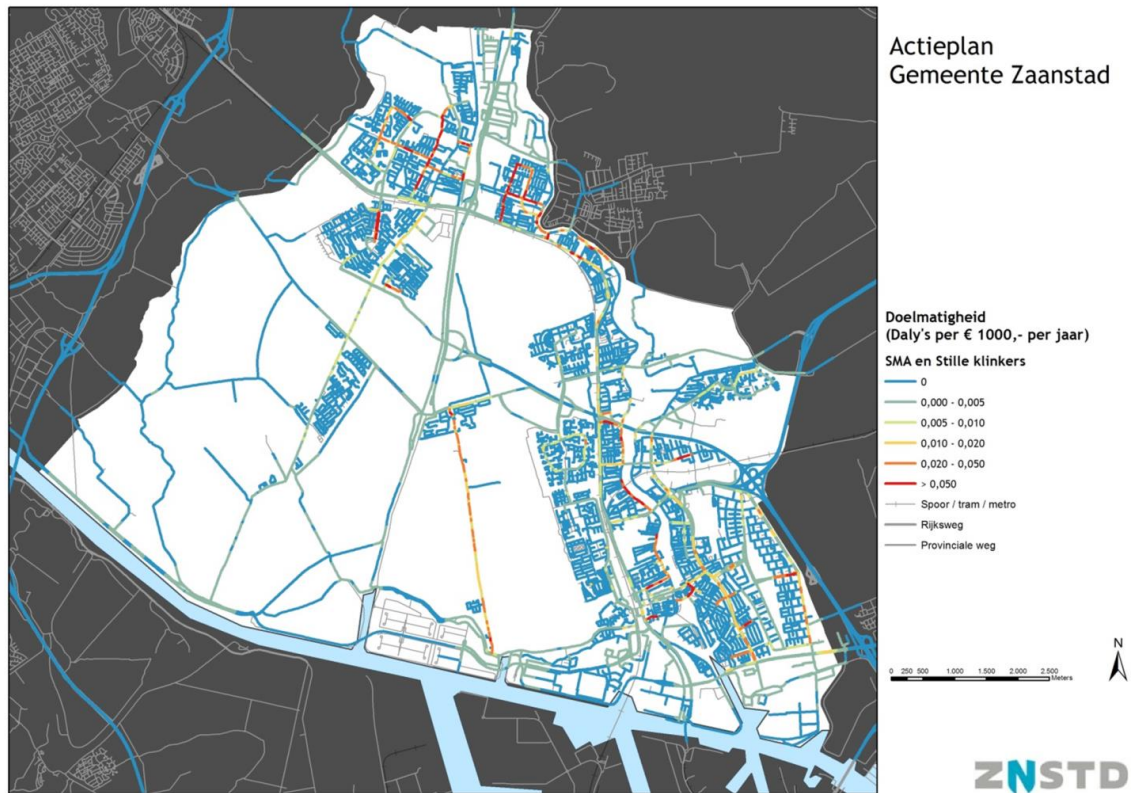 Actieplan
Gemeente Zaanstad
Doelmatigheid
(Daly's per € 1000,- per jaar)
SMA en Stille klinkers
0
0,000 - 0,005
0,005 - 0,010
0,010 - 0,020
0,020 - 0,050
> 0,050
Spoor / tram / metro
Rijksweg
Provinciale weg
N
0 250 500 1.000 1.500 2.000 2.500
Meters
ZNSTD